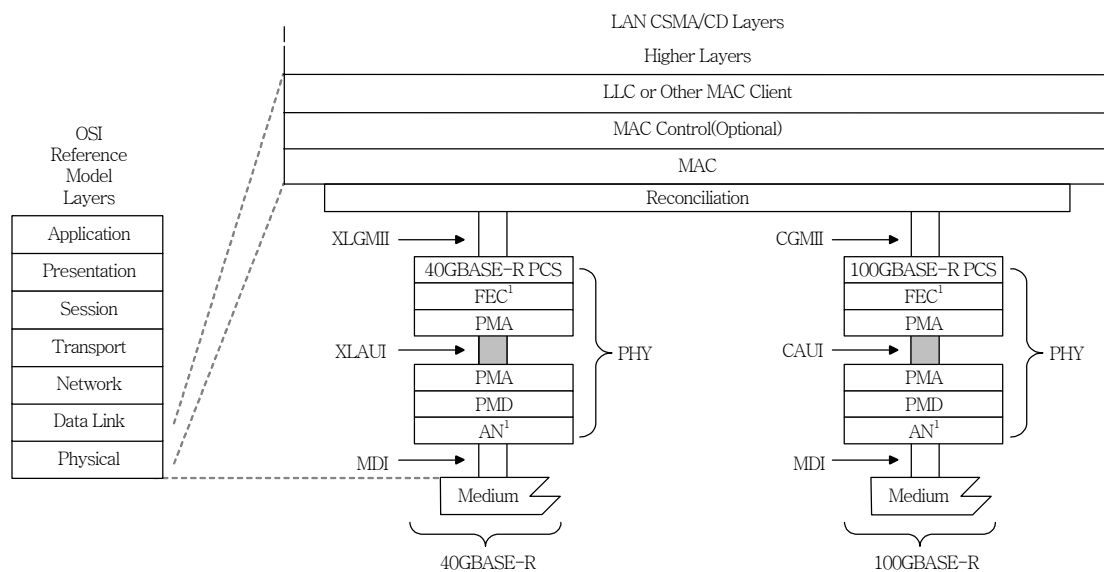 LAN CSMA/CD Layers
Higher Layers
LLC or Other MAC Client
MAC Control(Optional)
MAC
Reconciliation
OSI
Reference
Model
Layers
Application
Presentation
Session
Transport
Network
Data Link
Physical
XLGMII
40GBASE-R PCS
FEC¹
PMA
XLAUI
PMA
PMD
AN¹
PHY
MDI
Medium
40GBASE-R
CGMII
100GBASE-R PCS
FEC¹
PMA
CAUI
PMA
PMD
AN¹
PHY
MDI
Medium
100GBASE-R